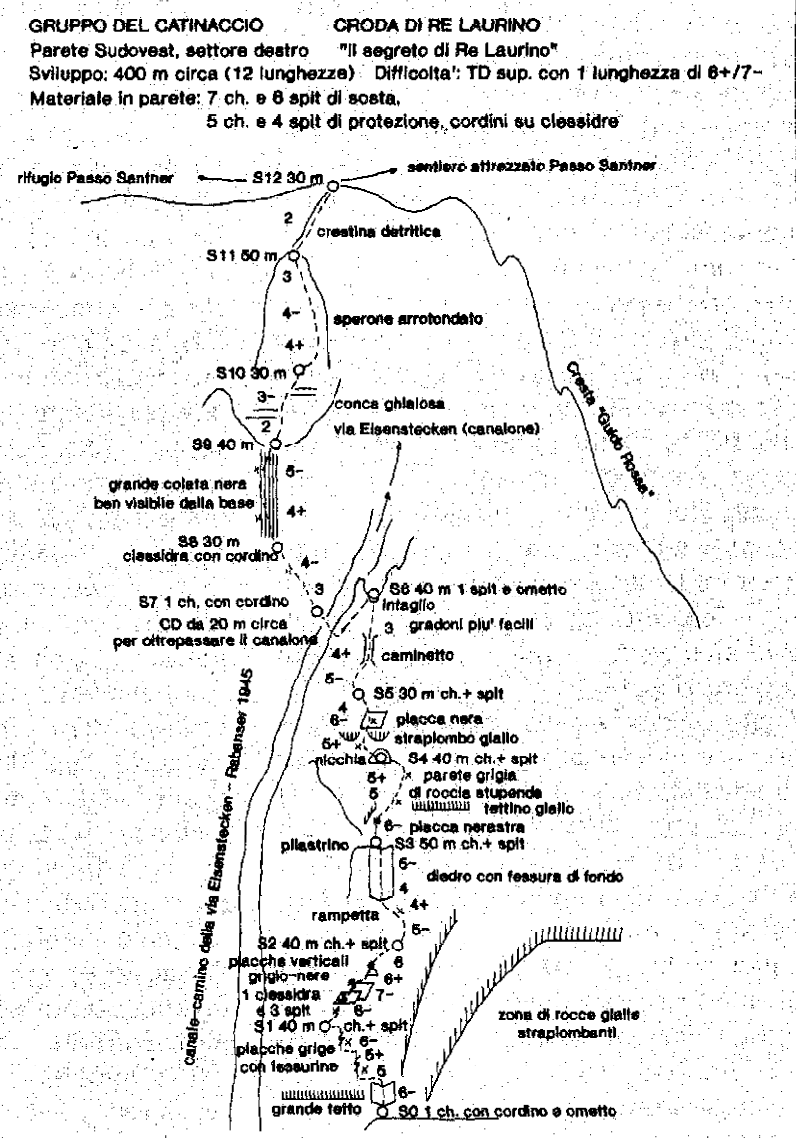 GRUPPO DEL CATINACCIO CRODA DI RE LAURINO
Parete Sudovest, settore destro "Il segreto di Re Laurino"
Sviluppo: 400 m circa (12 lunghezze) Difficolta': TD sup. con 1 lunghezza di 6+/7-
Materiale in parete: 7 ch. e 6 spit di sosta,
5 ch. e 4 spit di protezione, cordini su clessidre
rifugio Passo Santner
S12 30 m
sentiero attrezzato Passo Santner
2
crestina detritica
S11 50 m
3
4-
sperone arrotondato
4+
S10 30 m
3-
conca ghiaiosa
2
via Eisenstecken (canalone)
Cresta "Guido Rossa"
S9 40 m
5-
grande colata nera
ben visibile dalla base
4+
S8 30 m
clessidra con cordino
4-
3
S7 1 ch. con cordino
S6 40 m 1 spit e ometto
intaglio
CD da 20 m circa
per oltrepassare il canalone
3 gradoni piu' facili
4+
caminetto
5-
S5 30 m ch.+ spit
4
6-
placca nera
strapiombo giallo
5+
nicchia
S4 40 m ch.+ spit
5+
parete grigia
5
di roccia stupenda
tettino giallo
6- placca nerastra
pilastrino
S3 50 m ch.+ spit
5-
diedro con fessura di fondo
4
4+
rampetta
5-
S2 40 m ch.+ spit
6
placche verticali
grigio-nere
6+
1 clessidra
7-
e 3 spit
6-
S1 40 m
ch.+ spit
zona di rocce gialle
strapiombanti
placche grige
con fessurine
6-
5+
5
6-
grande tetto
S0 1 ch. con cordino e ometto
canale-camino della via Eisenstecken - Rabanser 1945